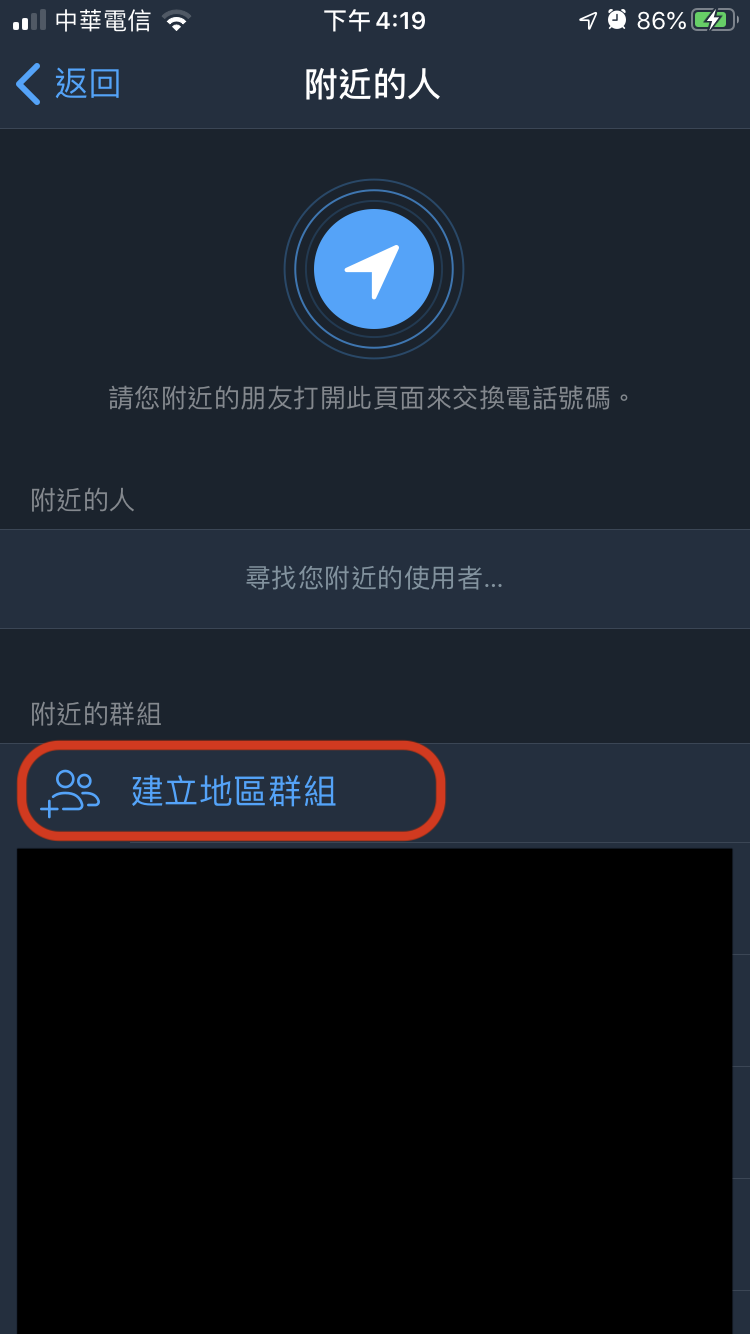 中華電信 下午4:19 86%
返回 附近的人
請您附近的朋友打開此頁面來交換電話號碼。
附近的人
尋找您附近的使用者...
附近的群組
建立地區群組